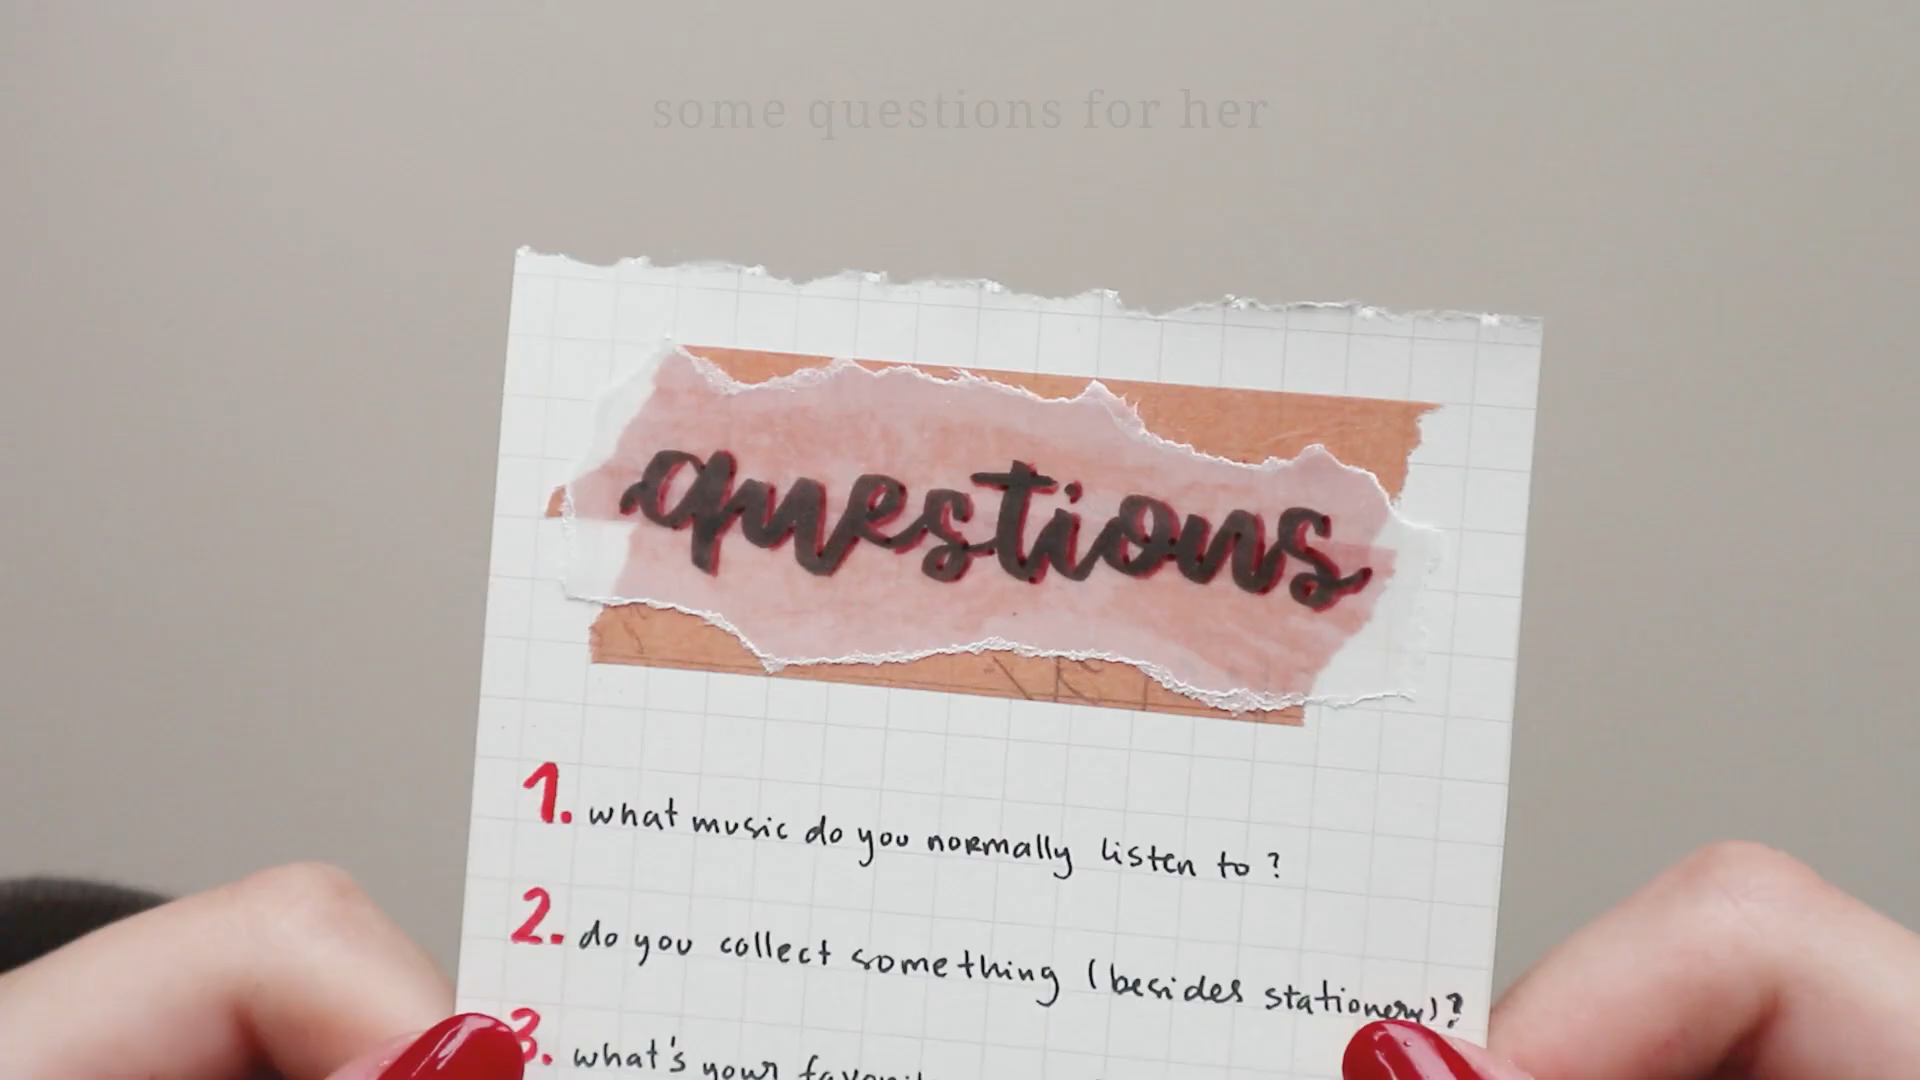 some questions for her
questions
1. what music do you normally listen to?
2. do you collect something (besides stationery)?
3. what's your